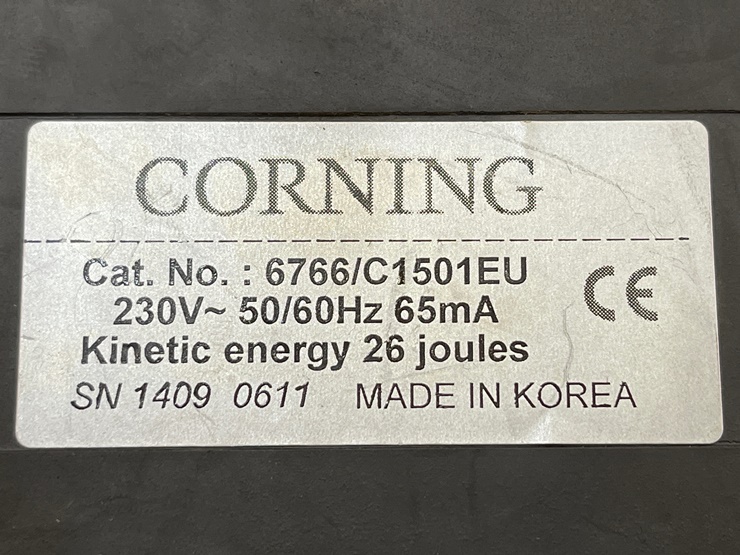 CORNING
Cat. No. : 6766/C1501EU
230V~ 50/60Hz 65mA
CE
Kinetic energy 26 joules
SN 1409 0611 MADE IN KOREA